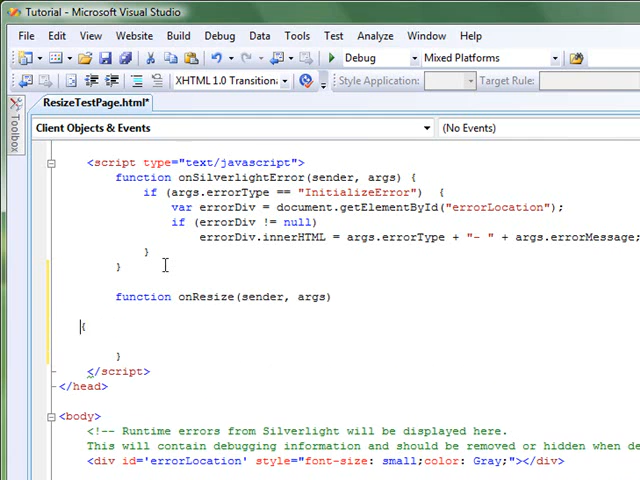 Tutorial - Microsoft Visual Studio
File Edit View Website Build Debug Data Tools Test Analyze Window Help
Debug Mixed Platforms
XHTML 1.0 Transition Style Application: Target Rule:
Toolbox
ResizeTestPage.html*
Client Objects & Events (No Events)
<script type="text/javascript">
function onSilverlightError(sender, args) {
if (args.errorType == "InitializeError") {
var errorDiv = document.getElementById("errorLocation");
if (errorDiv != null)
errorDiv.innerHTML = args.errorType + "- " + args.errorMessage;
}
}
function onResize(sender, args)
{
}
</script>
</head>
<body>
<!-- Runtime errors from Silverlight will be displayed here.
This will contain debugging information and should be removed or hidden when de
<div id='errorLocation' style="font-size: small;color: Gray;"></div>